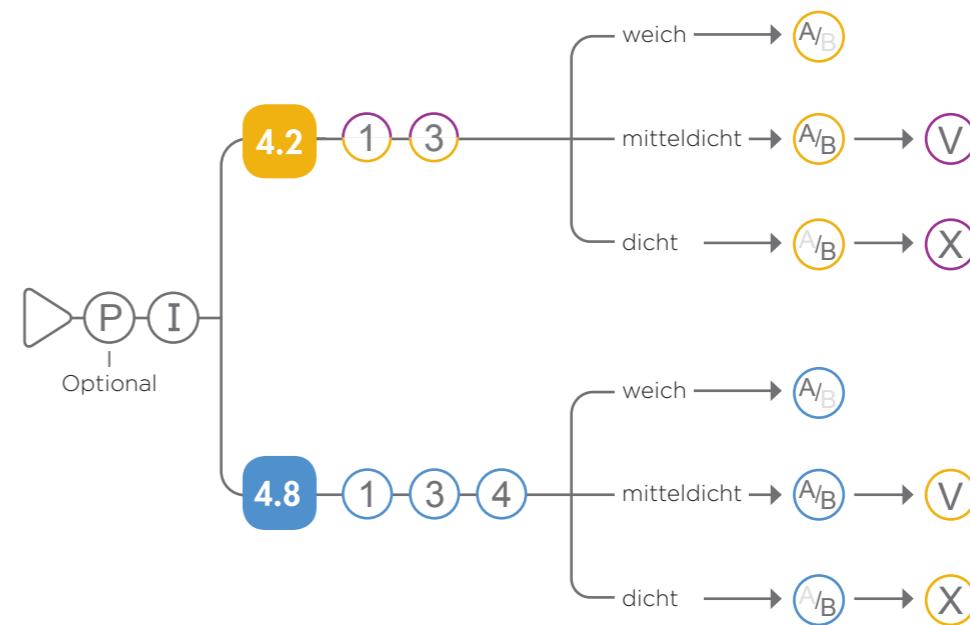 weich
A/B
4.2
1
3
mitteldicht
A/B
V
dicht
A/B
X
P
I
Optional
weich
A/B
4.8
1
3
4
mitteldicht
A/B
V
dicht
A/B
X